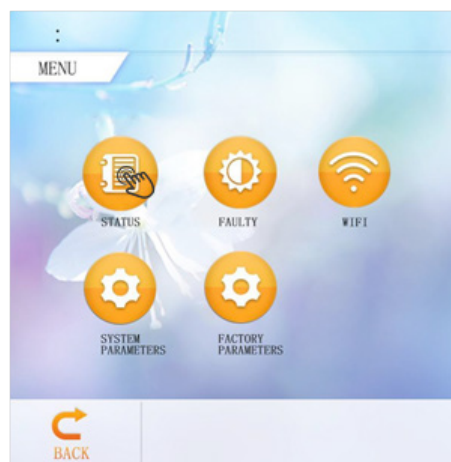 :
MENU
STATUS
FAULTY
WIFI
SYSTEM
PARAMETERS
FACTORY
PARAMETERS
BACK